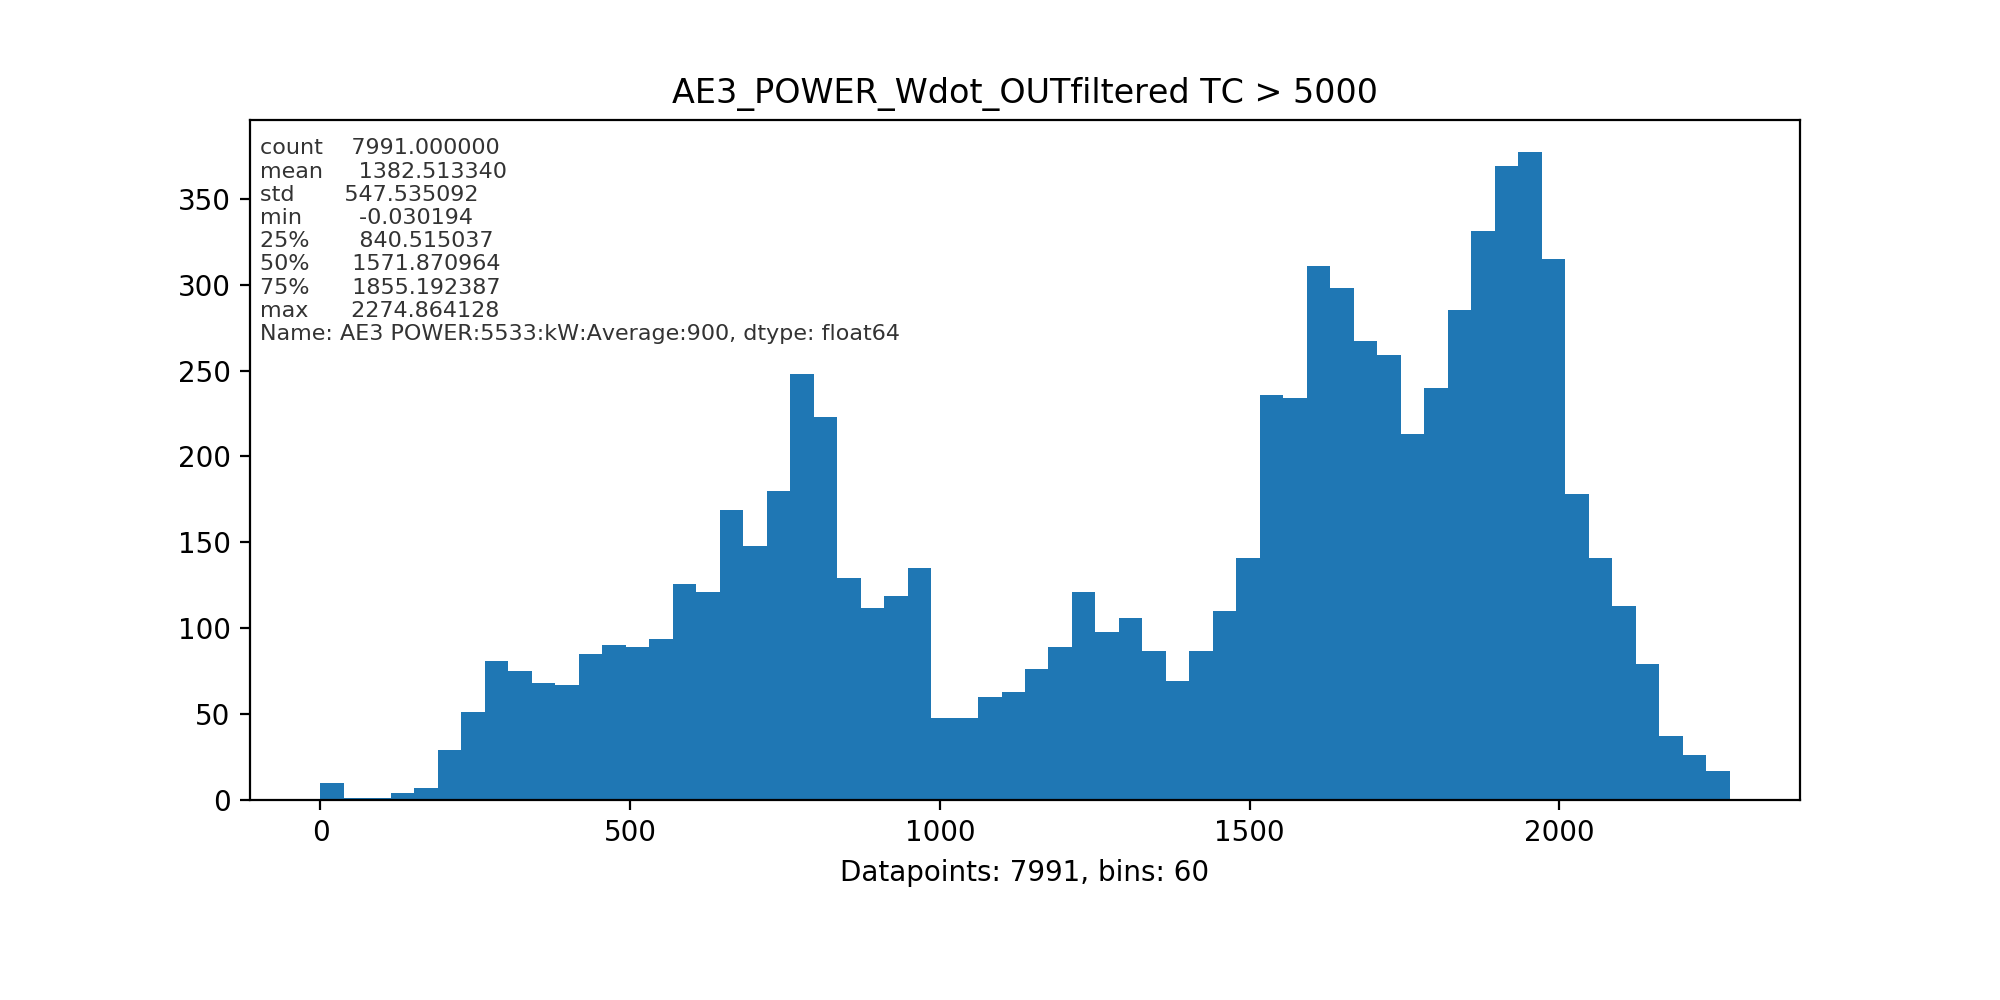 AE3_POWER_Wdot_OUTfiltered TC > 5000
count 7991.000000
mean 1382.513340
std 547.535092
min -0.030194
25% 840.515037
50% 1571.870964
75% 1855.192387
max 2274.864128
Name: AE3 POWER:5533:kW:Average:900, dtype: float64
350
300
250
200
150
100
50
0
0 500 1000 1500 2000
Datapoints: 7991, bins: 60